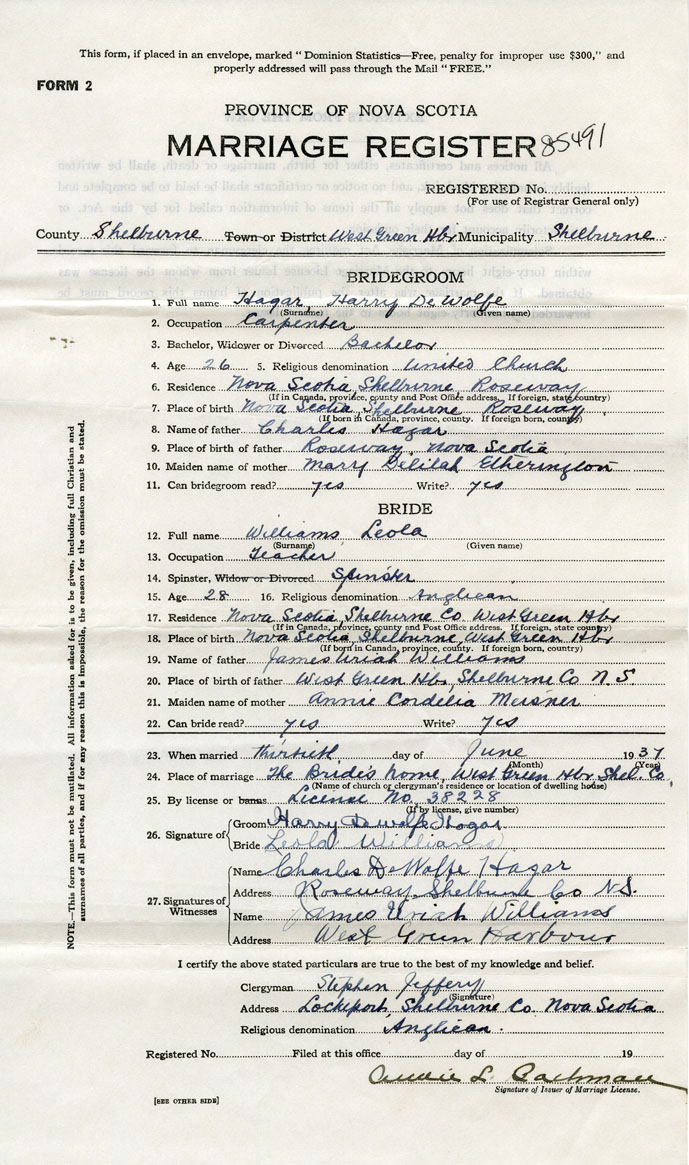 This form, if placed in an envelope, marked " Dominion Statistics—Free, penalty for improper use $300," and
properly addressed will pass through the Mail " FREE."
FORM 2
PROVINCE OF NOVA SCOTIA
MARRIAGE REGISTER 85491
REGISTERED No.
(For use of Registrar General only)
County Shelburne Town or District West Green Hbr. Municipality Shelburne
BRIDEGROOM
1. Full name Hagar, Harry DeWolfe
(Surname) (Given name)
2. Occupation Carpenter
3. Bachelor, Widower or Divorced Bachelor
4. Age 26 5. Religious denomination United Church
6. Residence Nova Scotia, Shelburne, Roseway
(If in Canada, province, county and Post Office address. If foreign, state country)
7. Place of birth Nova Scotia, Shelburne Roseway
(If born in Canada, province, county. If foreign born, county)
8. Name of father Charles Hagar
9. Place of birth of father Roseway, Nova Scotia
10. Maiden name of mother Mary Delilah Etherington
11. Can bridegroom read? yes Write? yes
BRIDE
12. Full name Williams, Leola
(Surname) (Given name)
13. Occupation Teacher
14. Spinster, Widow or Divorced Spinster
15. Age 28 16. Religious denomination Anglican
17. Residence Nova Scotia, Shelburne Co. West Green Hbr
(If in Canada, province, county and Post Office address. If foreign, state country)
18. Place of birth Nova Scotia, Shelburne, West Green Hbr
(If born in Canada, province, county. If foreign born, county)
19. Name of father James Uriah Williams
20. Place of birth of father West Green Hbr, Shelburne Co N.S.
21. Maiden name of mother Annie Cordelia Meisner
22. Can bride read? yes Write? yes
23. When married thirtieth day of June 1937
(Month) (Year)
24. Place of marriage The Bride's home, West Green Hbr, Shel. Co.
(Name of church or clergyman's residence or location of dwelling house)
25. By license or banns License No. 38228
(If by license, give number)
26. Signature of
Groom Harry Dewolfe Hagar
Bride Leola Williams
27. Signatures of Witnesses
Name Charles DeWolfe Hagar
Address Roseway, Shelburne Co N.S.
Name James Uriah Williams
Address West Green Harbour
I certify the above stated particulars are true to the best of my knowledge and belief.
Clergyman Stephen Jeffery
(Signature)
Address Lockeport, Shelburne Co. Nova Scotia
Religious denomination Anglican.
Registered No. Filed at this office day of 19
L.
Signature of Issuer of Marriage License.
[SEE OTHER SIDE]
NOTE.—This form must not be mutilated. All information asked for is to be given, including full Christian and
surnames of all parties, and if for any reason this is impossible, the reason for the omission must be stated.